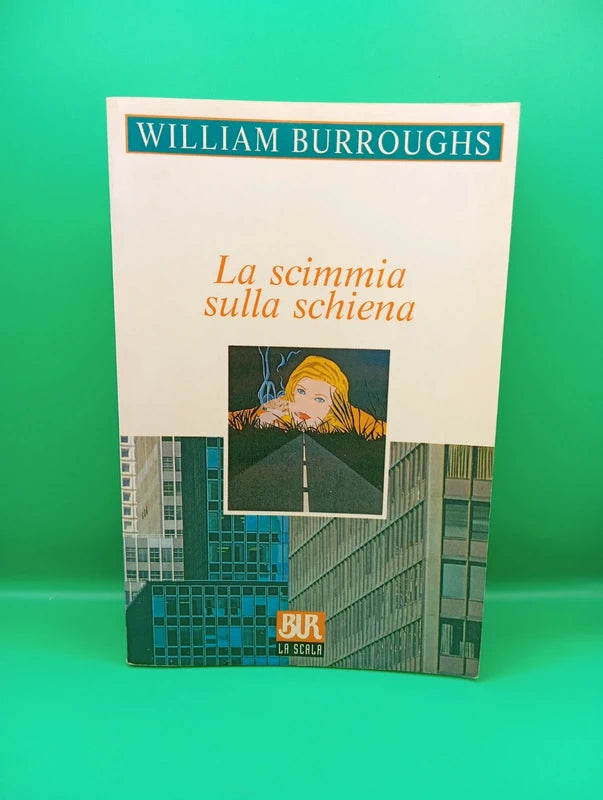 WILLIAM BURROUGHS
La scimmia
sulla schiena
BUR
LA SCALA